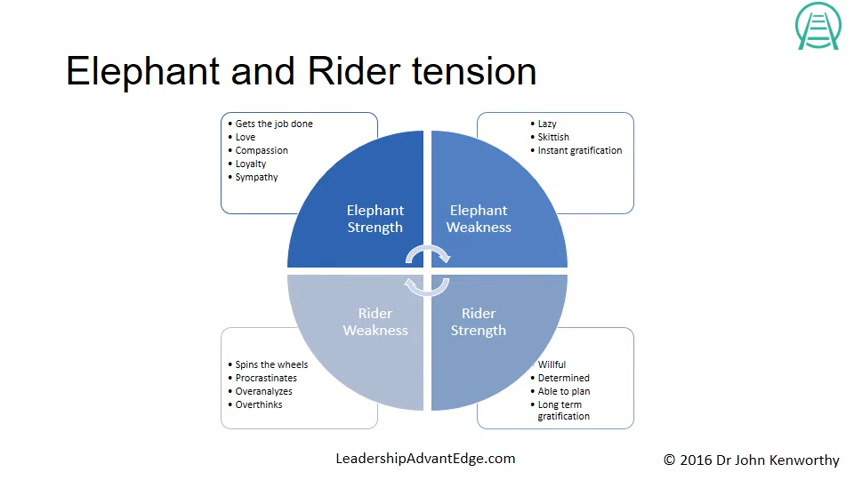 Elephant and Rider tension
• Gets the job done
• Love
• Compassion
• Loyalty
• Sympathy
• Lazy
• Skittish
• Instant gratification
Elephant
Strength
Elephant
Weakness
Rider
Weakness
Rider
Strength
• Spins the wheels
• Procrastinates
• Overanalyzes
• Overthinks
• Willful
• Determined
• Able to plan
• Long term
gratification
LeadershipAdvantEdge.com
© 2016 Dr John Kenworthy